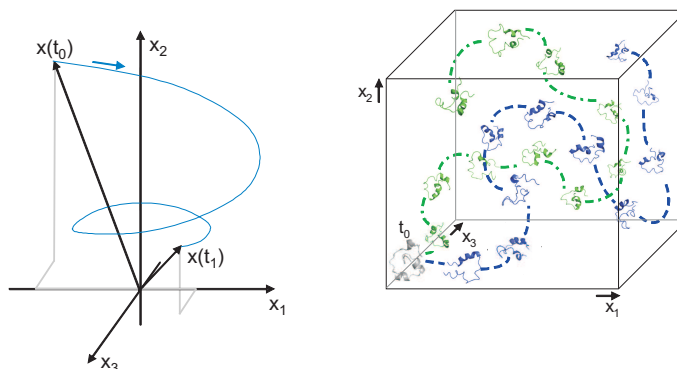 x(t₀)
x₂
x(t₁)
x₁
x₃
x₂
t₀
x₃
x₁